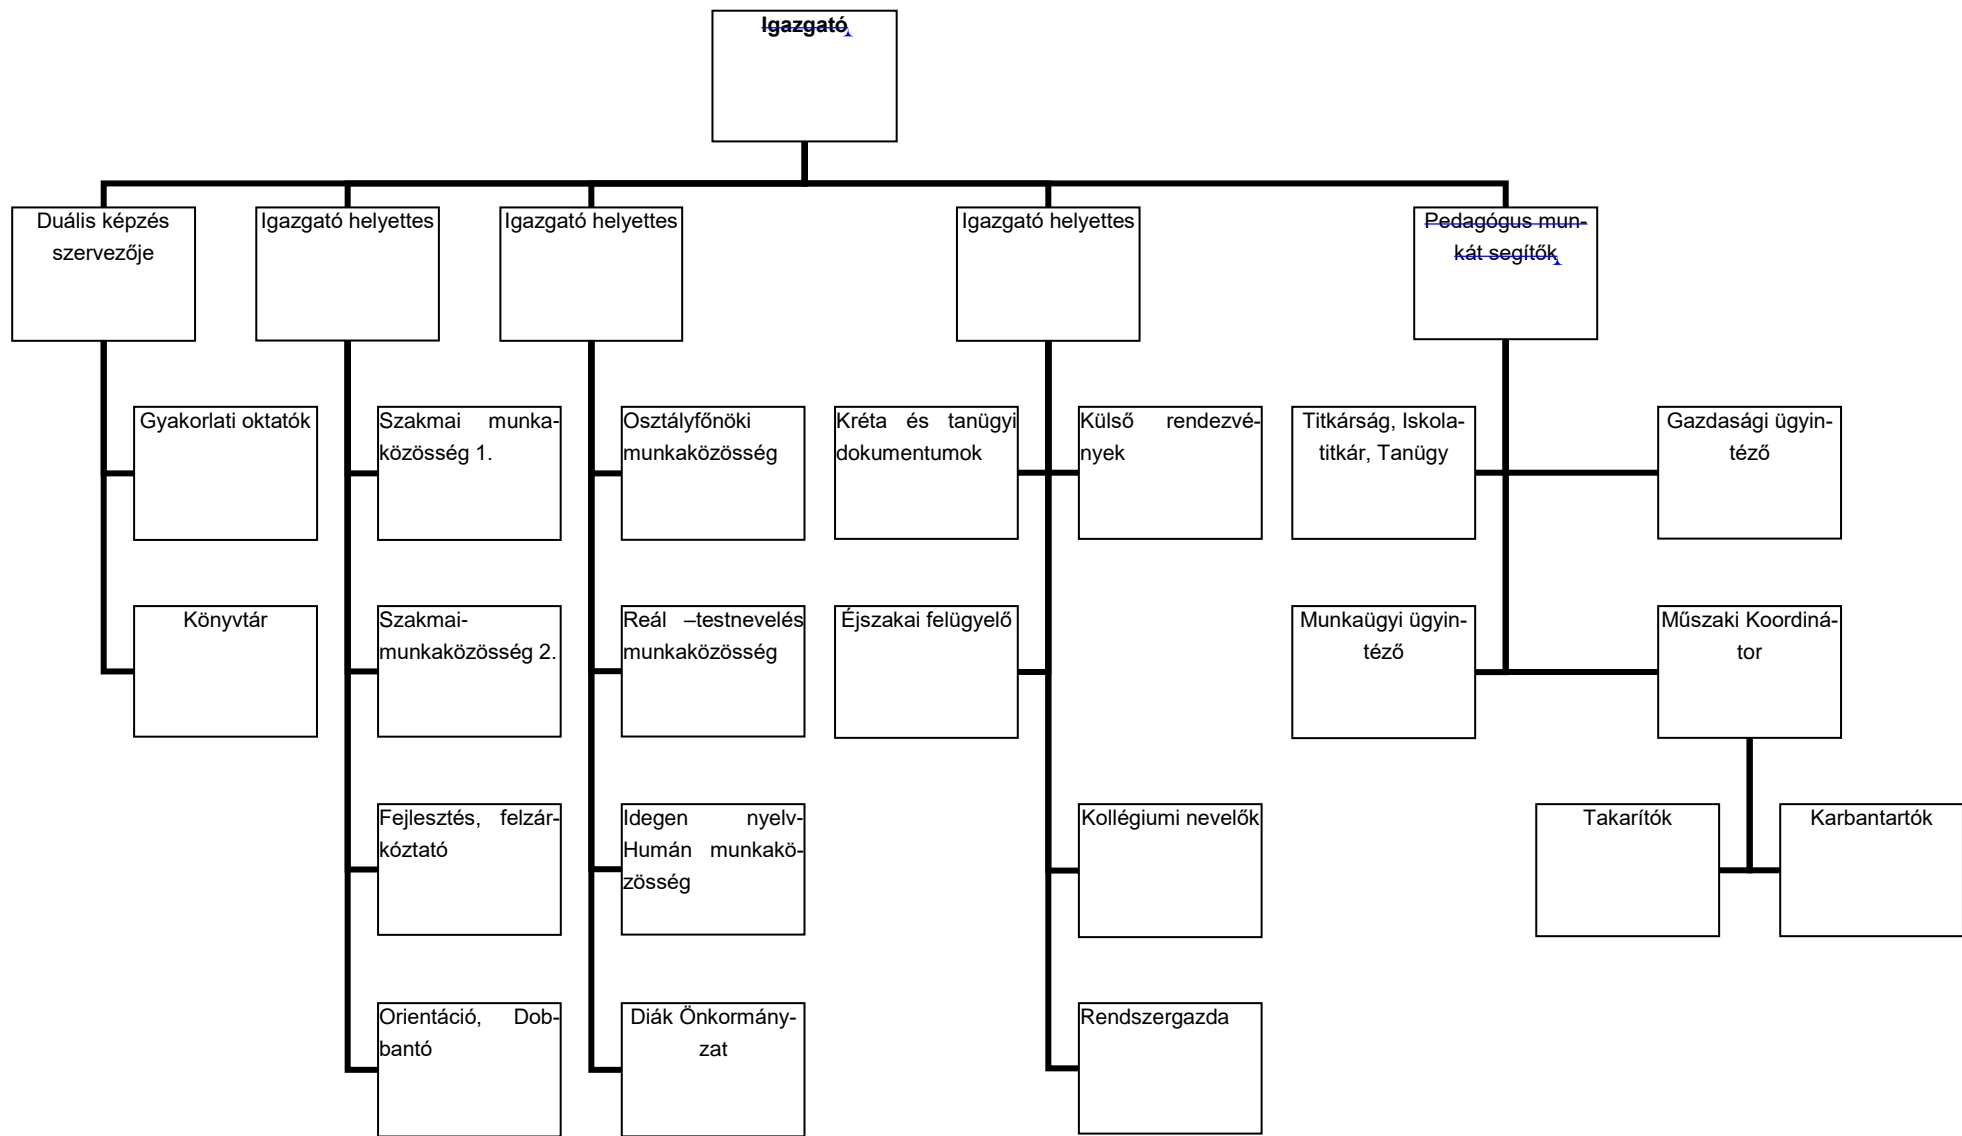 Igazgató
Duális képzés
szervezője
Igazgató helyettes
Igazgató helyettes
Igazgató helyettes
Pedagógus mun-
kát segítők
Gyakorlati oktatók
Szakmai munka-
közösség 1.
Osztályfőnöki
munkaközösség
Kréta és tanügyi
dokumentumok
Külső rendezvé-
nyek
Titkárság, Iskola-
titkár, Tanügy
Gazdasági ügyin-
téző
Könyvtár
Szakmai-
munkaközösség 2.
Reál –testnevelés
munkaközösség
Éjszakai felügyelő
Munkaügyi ügyin-
téző
Műszaki Koordiná-
tor
Fejlesztés, felzár-
kóztató
Idegen nyelv-
Humán munkakö-
zösség
Kollégiumi nevelők
Takarítók
Karbantartók
Orientáció, Dob-
bantó
Diák Önkormány-
zat
Rendszergazda